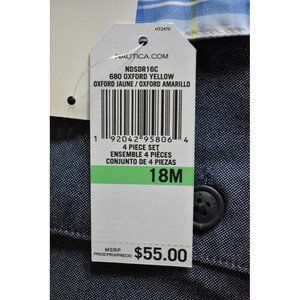 HT2470
NAUTICA.COM
NDSDR16C
680 OXFORD YELLOW
OXFORD JAUNE / OXFORD AMARILLO
1 92042 95806 4
4 PIECE SET
ENSEMBLE 4 PIÈCES
CONJUNTO DE 4 PIEZAS
18M
MSRP
PRICE/PRIX/PRECIO
$55.00